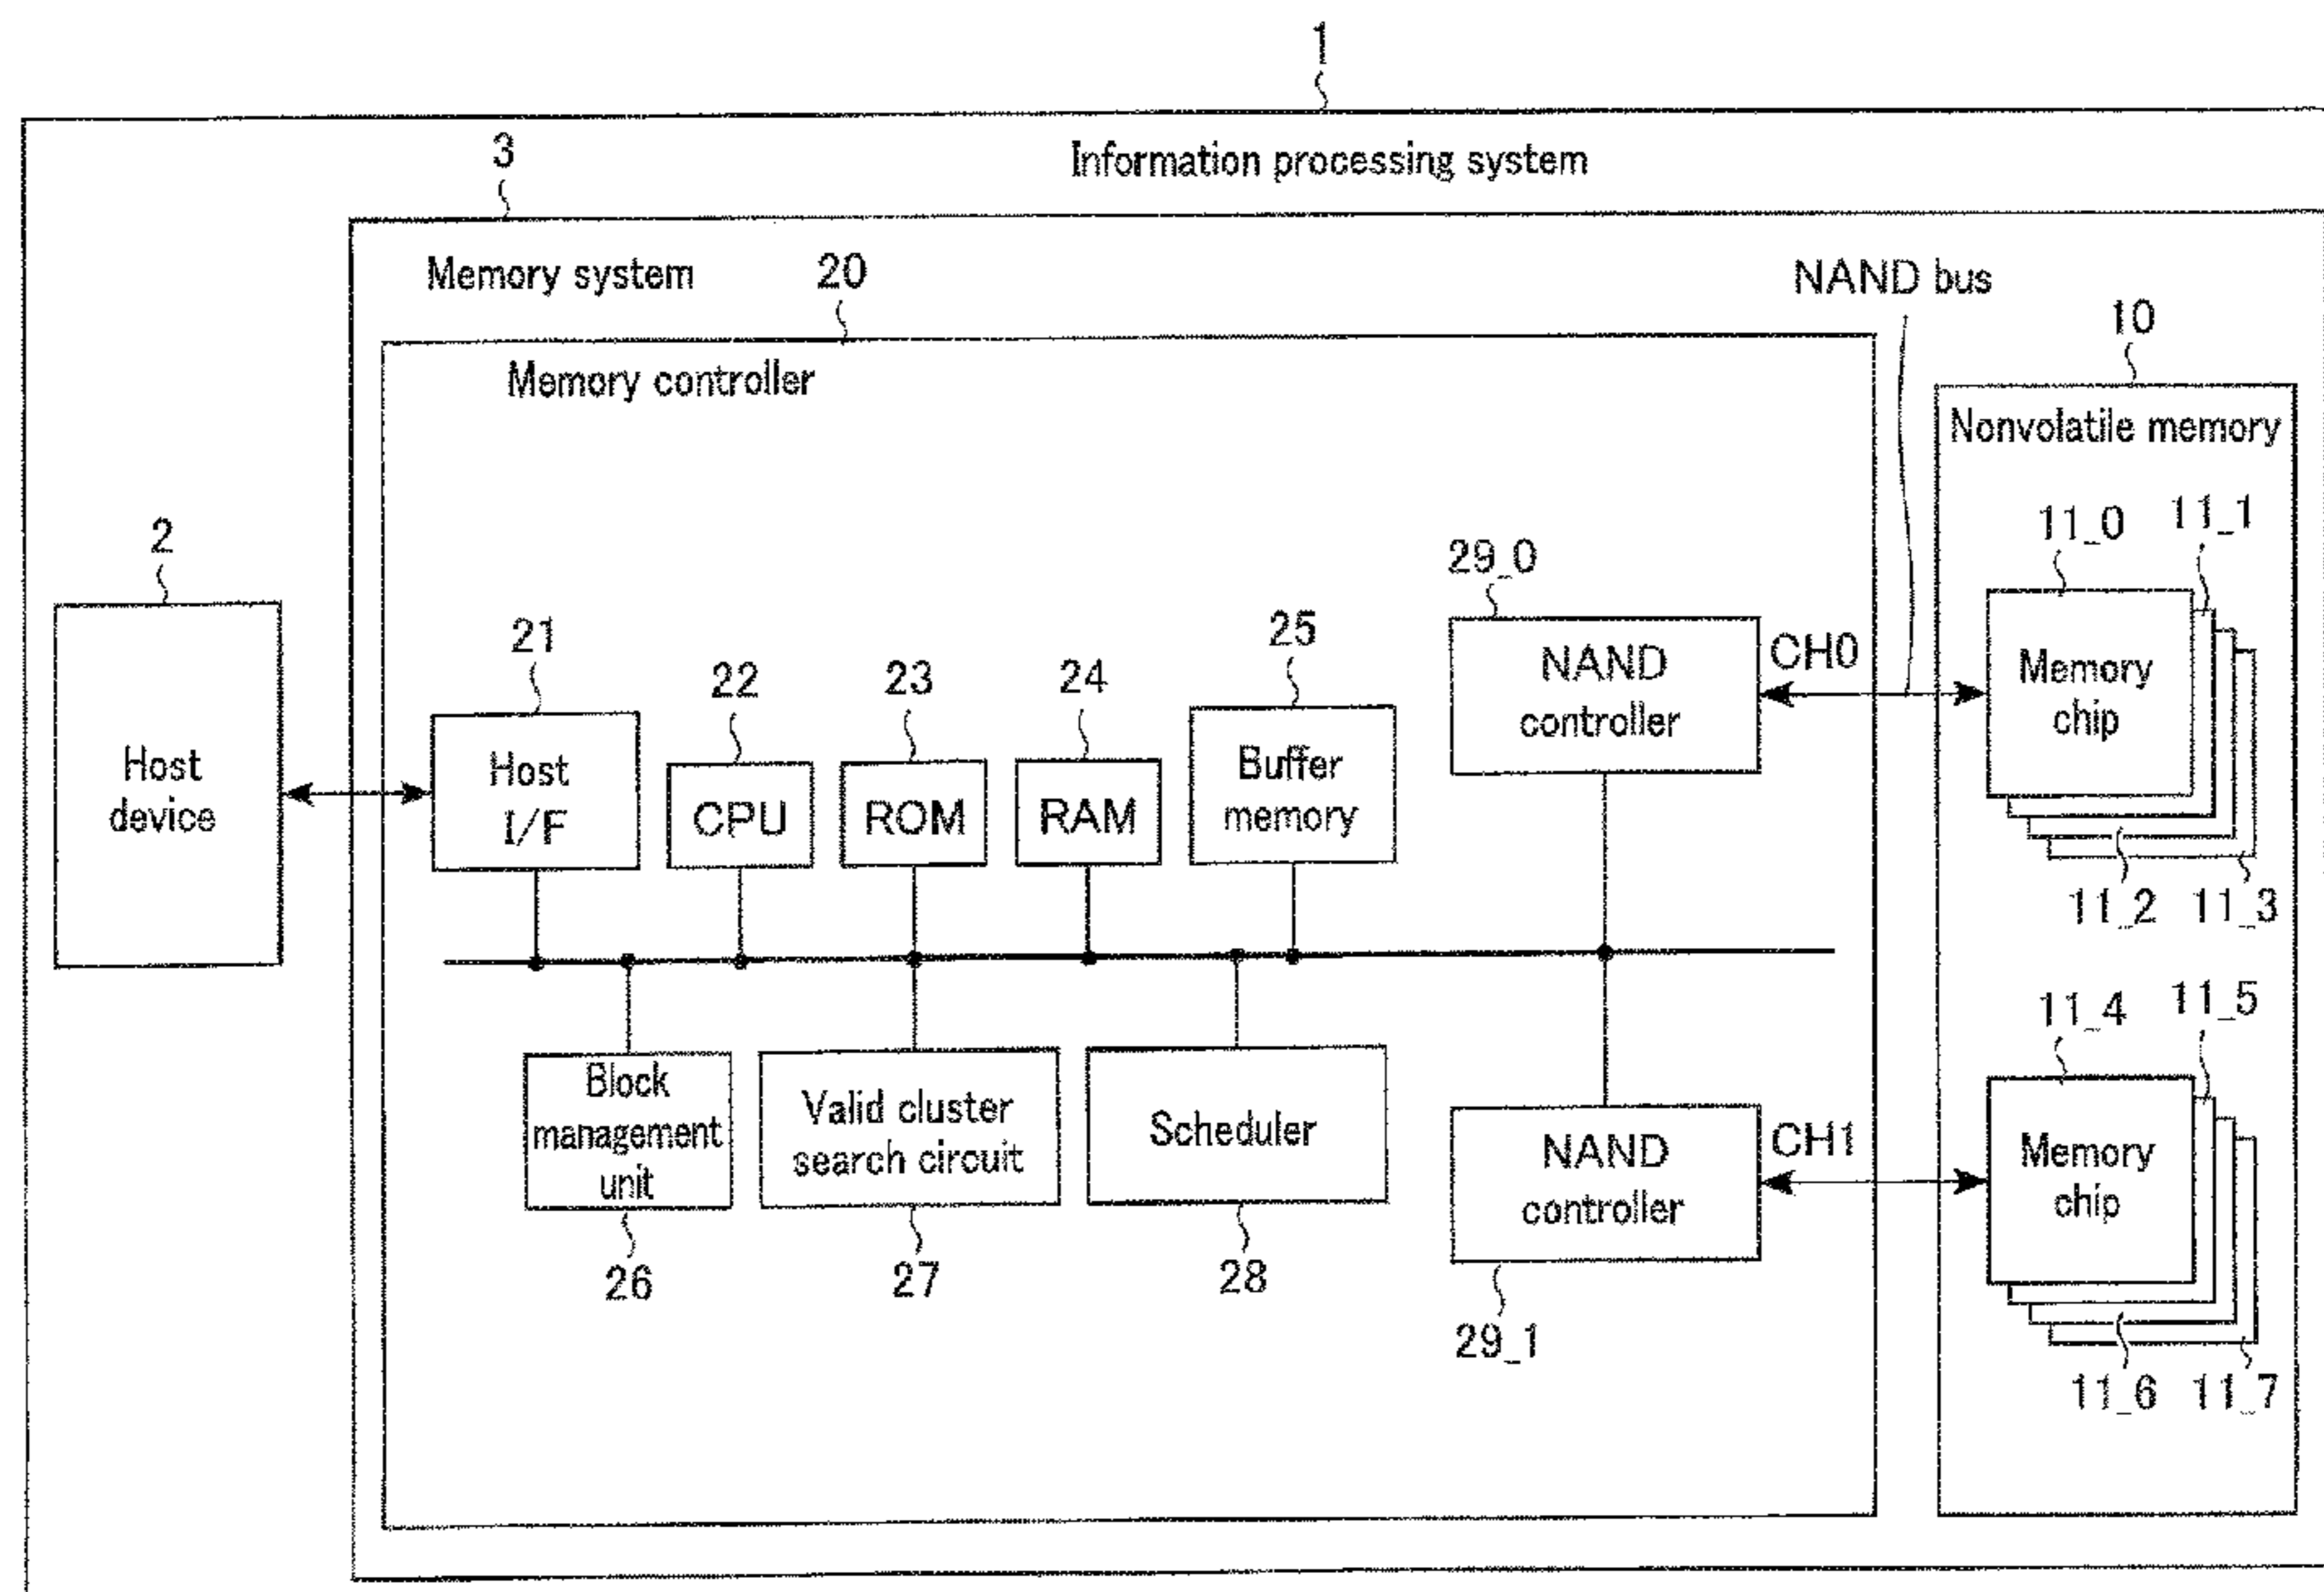 1
Information processing system
3
Memory system
20
NAND bus
10
Memory controller
Nonvolatile memory
2
Host
device
21
Host
I/F
22
CPU
23
ROM
24
RAM
25
Buffer
memory
29_0
NAND
controller
CH0
11_0
11_1
Memory
chip
11_2
11_3
Block
management
unit
26
Valid cluster
search circuit
27
Scheduler
28
NAND
controller
29_1
CH1
11_4
11_5
Memory
chip
11_6
11_7